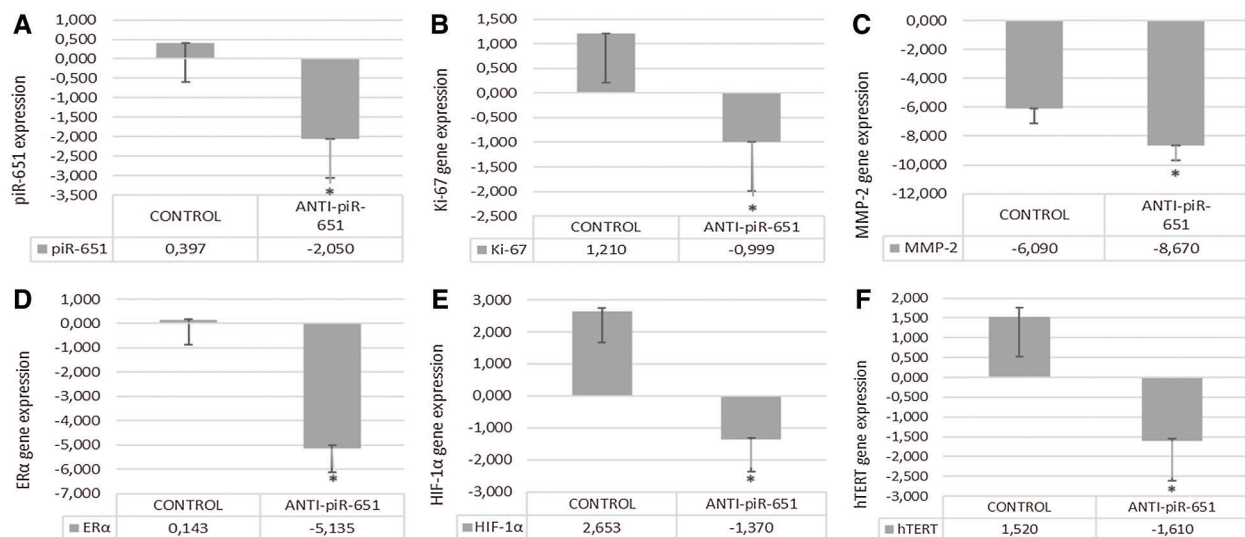 A
piR-651 expression
1,000
0,500
0,000
-0,500
-1,000
-1,500
-2,000
-2,500
-3,000
-3,500
*
CONTROL
ANTI-piR-
651
piR-651
0,397
-2,050
B
Ki-67 gene expression
1,500
1,000
0,500
0,000
-0,500
-1,000
-1,500
-2,000
-2,500
*
CONTROL
ANTI-piR-651
Ki-67
1,210
-0,999
C
MMP-2 gene expression
0,000
-2,000
-4,000
-6,000
-8,000
-10,000
-12,000
*
CONTROL
ANTI-piR-
651
MMP-2
-6,090
-8,670
D
ERα gene expression
1,000
0,000
-1,000
-2,000
-3,000
-4,000
-5,000
-6,000
-7,000
*
CONTROL
ANTI-piR-651
ERα
0,143
-5,135
E
HIF-1α gene expression
3,000
2,000
1,000
0,000
-1,000
-2,000
-3,000
*
CONTROL
ANTI-piR-651
HIF-1α
2,653
-1,370
F
hTERT gene expression
2,000
1,500
1,000
0,500
0,000
-0,500
-1,000
-1,500
-2,000
-2,500
-3,000
*
CONTROL
ANTI-piR-651
hTERT
1,520
-1,610